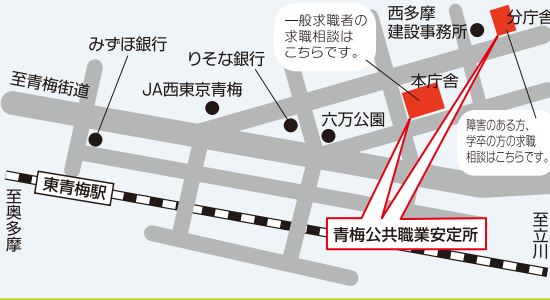 一般求職者の
求職相談は
こちらです。
西多摩
建設事務所
分庁舎
みずほ銀行
りそな銀行
至青梅街道
JA西東京青梅
本庁舎
六万公園
障害のある方、
学卒の方の求職
相談はこちらです。
東青梅駅
至奥多摩
青梅公共職業安定所
至立川